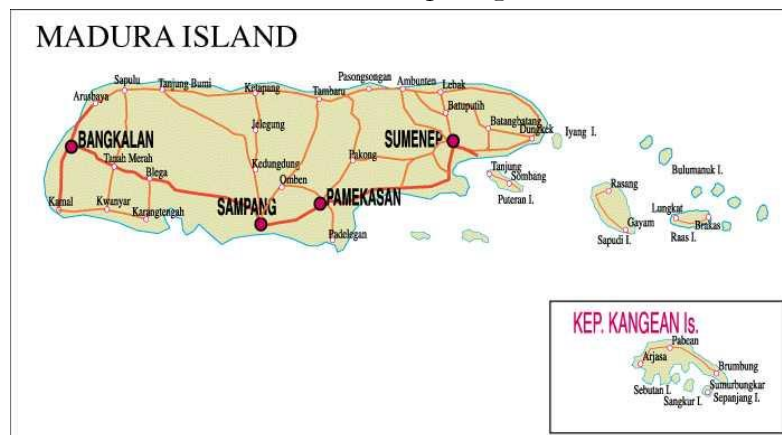 MADURA ISLAND
Pasongsongan
Ambunten
Lebak
Sapulu
Tanjung Bumi
Ketapang
Tambaru
Arusbaya
Batuputih
Batangbatang
Jelegung
Dungkek
Iyang I.
BANGKALAN
SUMENEP
Tanah Merah
Kedungdung
Pakong
Tanjung
Bulumanuk I.
Blega
Omben
Sombang
Rasang
Puteran I.
Kamal
Kwanyar
SAMPANG
PAMEKASAN
Karangtengah
Lungkat
Gayam
Brakas
Padelegan
Sapudi I.
Raas I.
KEP. KANGEAN Is.
Pabean
Arjasa
Brumbung
Sebutan I.
Sumurbungkar
Sangkur I.
Sepanjang I.